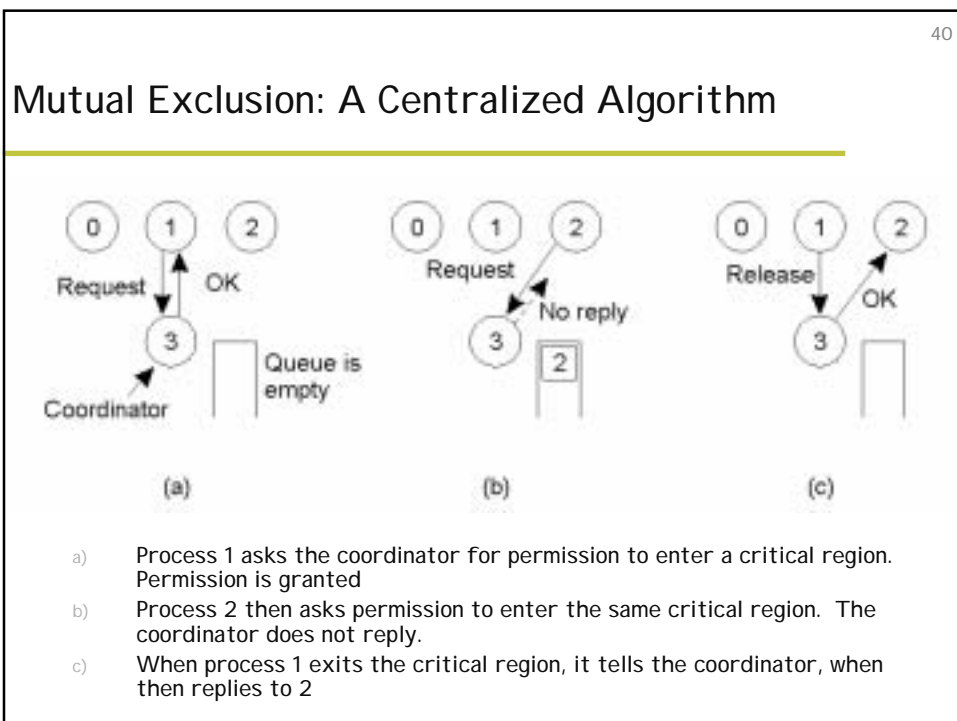 40
Mutual Exclusion: A Centralized Algorithm
0 1 2
Request OK
3
Queue is
empty
Coordinator
(a)
0 1 2
Request
No reply
3
2
(b)
0 1 2
Release
OK
3
(c)
a) Process 1 asks the coordinator for permission to enter a critical region.
Permission is granted
b) Process 2 then asks permission to enter the same critical region. The
coordinator does not reply.
c) When process 1 exits the critical region, it tells the coordinator, when
then replies to 2